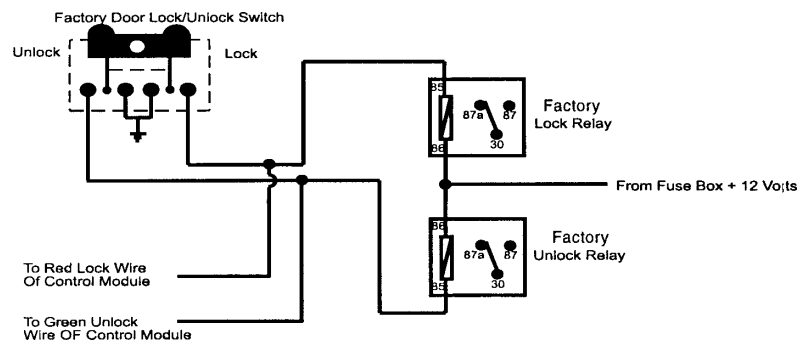 Factory Door Lock/Unlock Switch
Unlock
Lock
85
87a
87
30
86
Factory
Lock Relay
From Fuse Box + 12 Volts
86
87a
87
30
85
Factory
Unlock Relay
To Red Lock Wire
Of Control Module
To Green Unlock
Wire OF Control Module